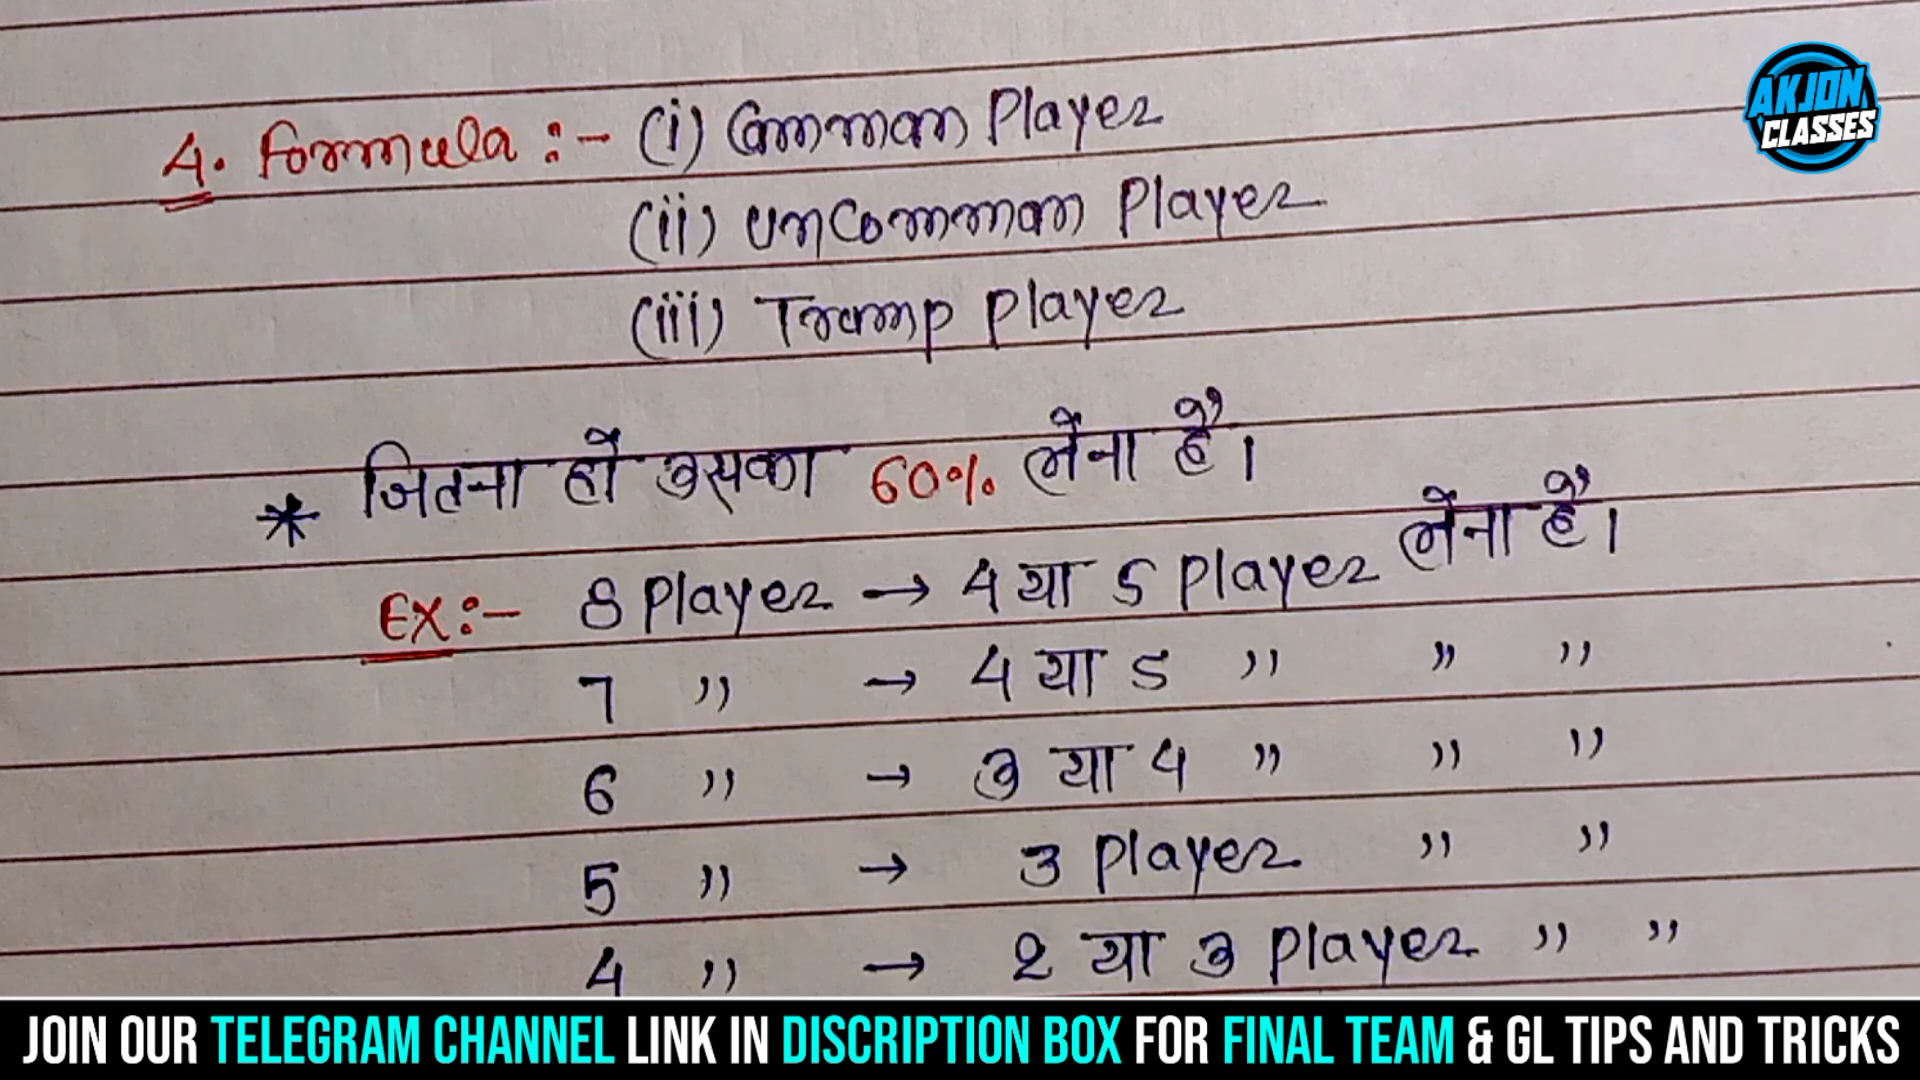 AKJON
CLASSES
4. Formula :- (i) Common Player
(ii) Uncommon Player
(iii) Trump Player
* जितना हो उसका 60% लेना है।
Ex:- 8 Player → 4 या 5 Player लेना है।
7 " → 4 या 5 " " "
6 " → 3 या 4 " " "
5 " → 3 Player " "
4 " → 2 या 3 Player " "
JOIN OUR TELEGRAM CHANNEL LINK IN DISCRIPTION BOX FOR FINAL TEAM & GL TIPS AND TRICKS